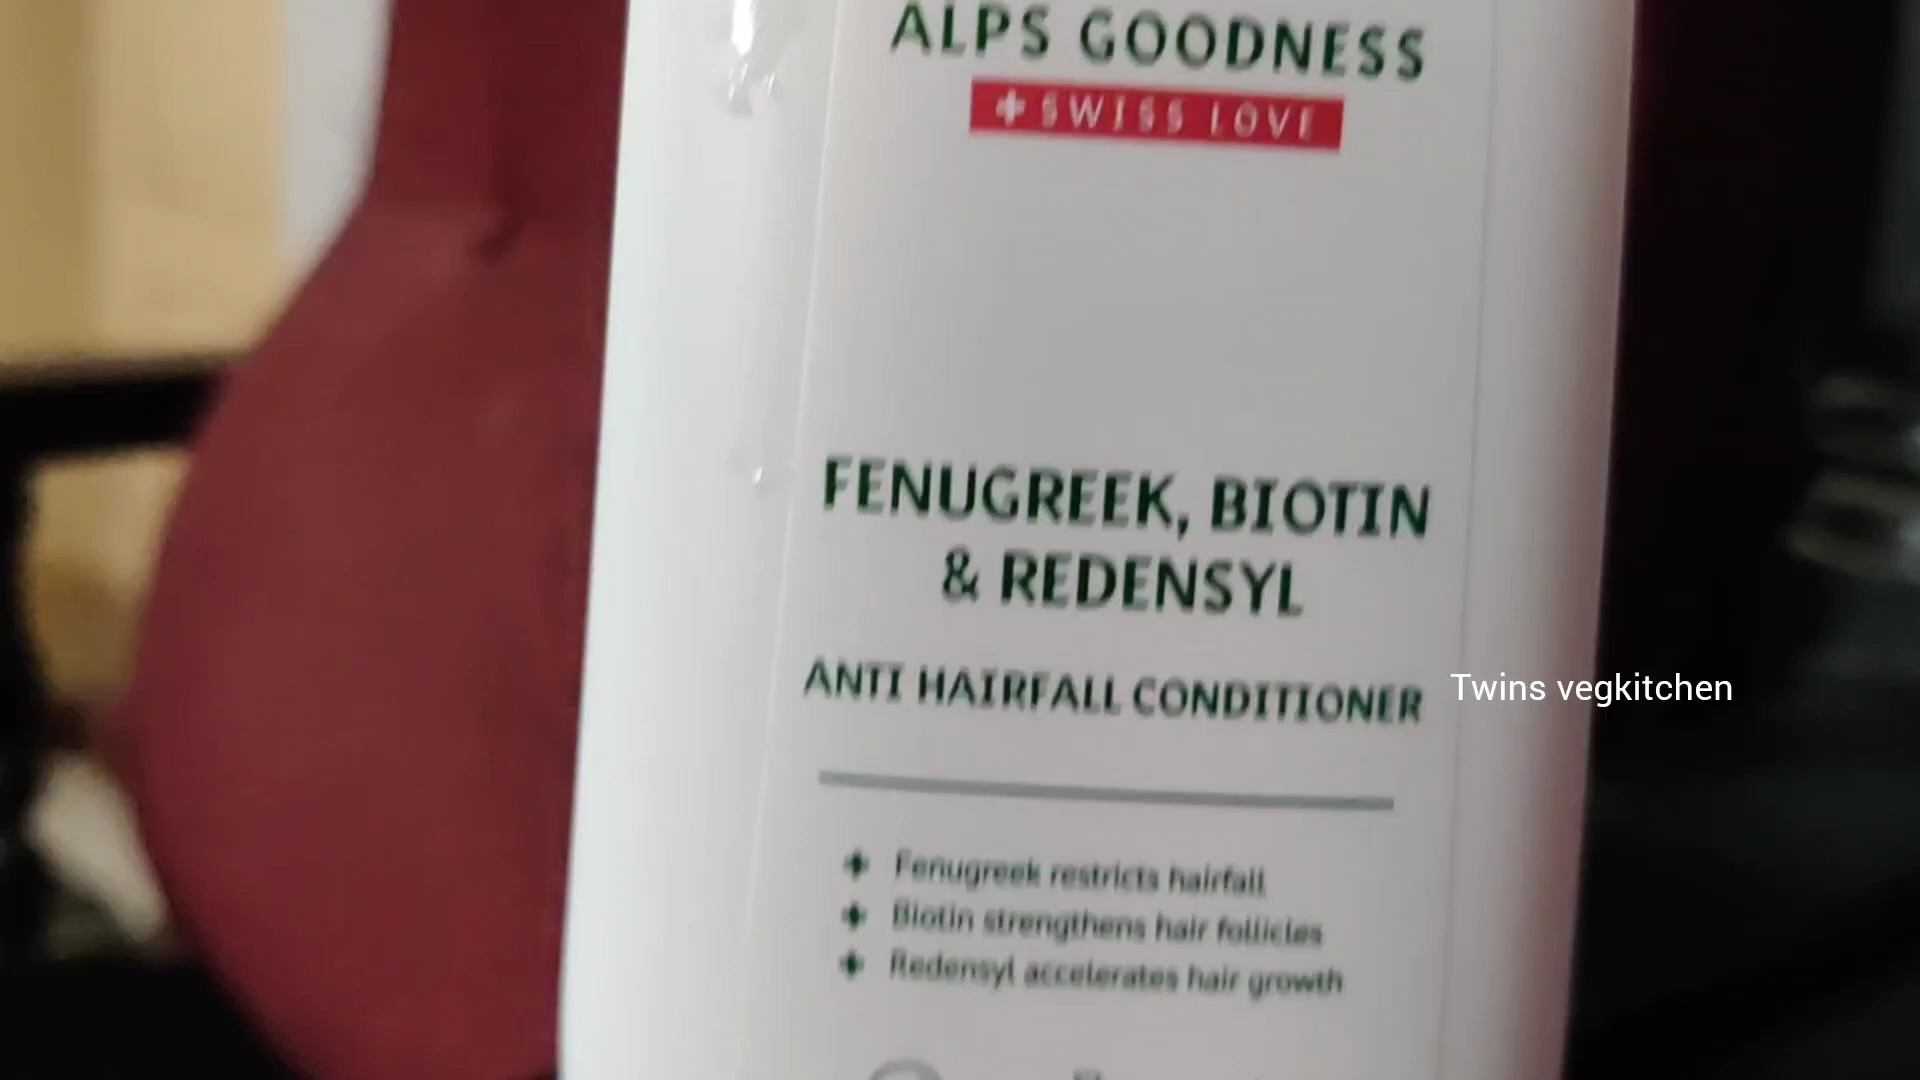 ALPS GOODNESS
SWISS LOVE
FENUGREEK, BIOTIN
& REDENSYL
ANTI HAIRFALL CONDITIONER
Twins vegkitchen
Fenugreek restricts hairfall
Biotin strengthens hair follicles
Redensyl accelerates hair growth